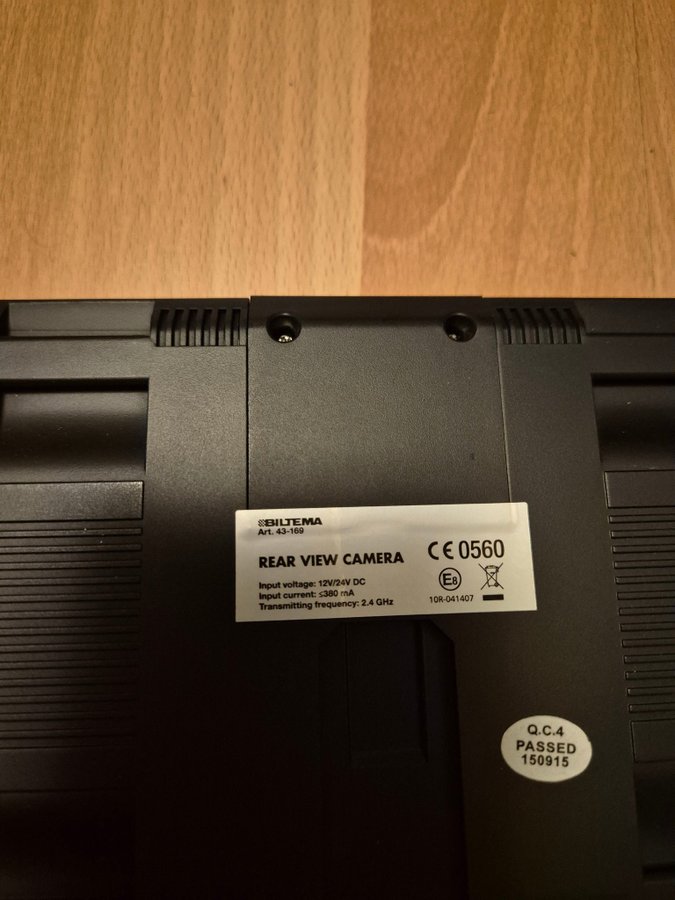 BILTEMA
Art. 43-169
REAR VIEW CAMERA
Input voltage: 12V/24V DC
Input current: ≤380 mA
Transmitting frequency: 2.4 GHz
CE 0560
E8
10R-041407
Q.C.4
PASSED
150915